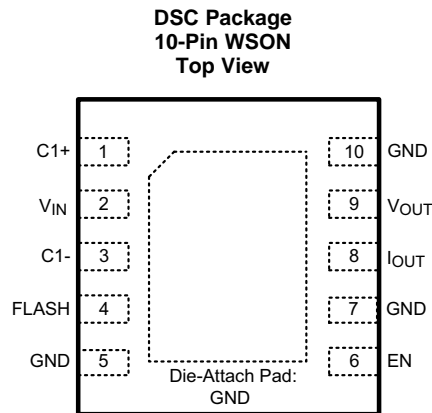 DSC Package
10-Pin WSON
Top View
C1+ 1 10 GND
VIN 2 9 VOUT
C1- 3 8 IOUT
FLASH 4 7 GND
GND 5 6 EN
Die-Attach Pad:
GND